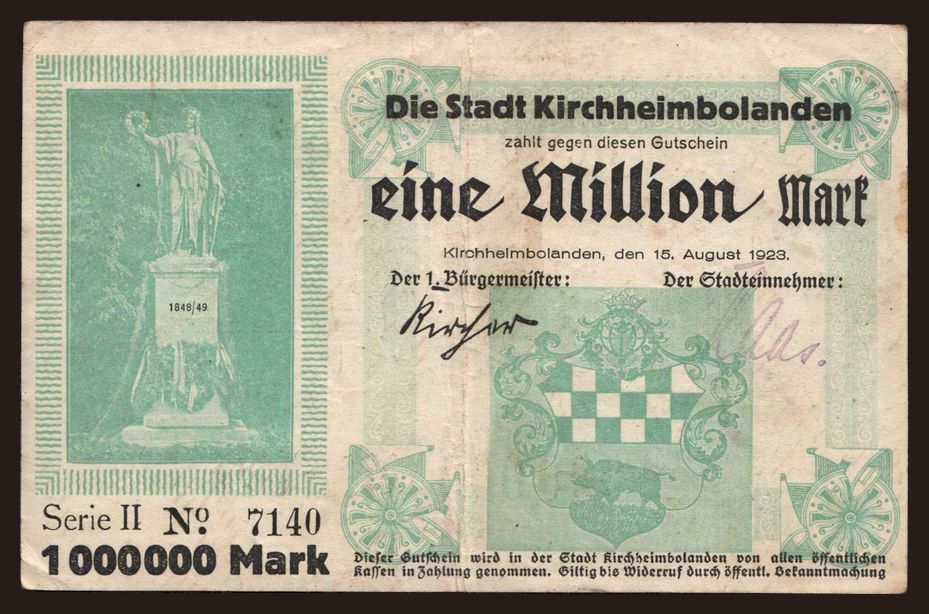 Die Stadt Kirchheimbolanden
zahlt gegen diesen Gutschein
eine Million Mark
Kirchheimbolanden, den 15. August 1923.
Der 1. Bürgermeister: Der Stadteinnehmer:
Kircher
1848/49
Serie II No. 7140
1000000 Mark
Dieser Gutschein wird in der Stadt Kirchheimbolanden von allen öffentlichen
Kassen in Zahlung genommen. Giltig bis Widerruf durch öffentl. Bekanntmachung